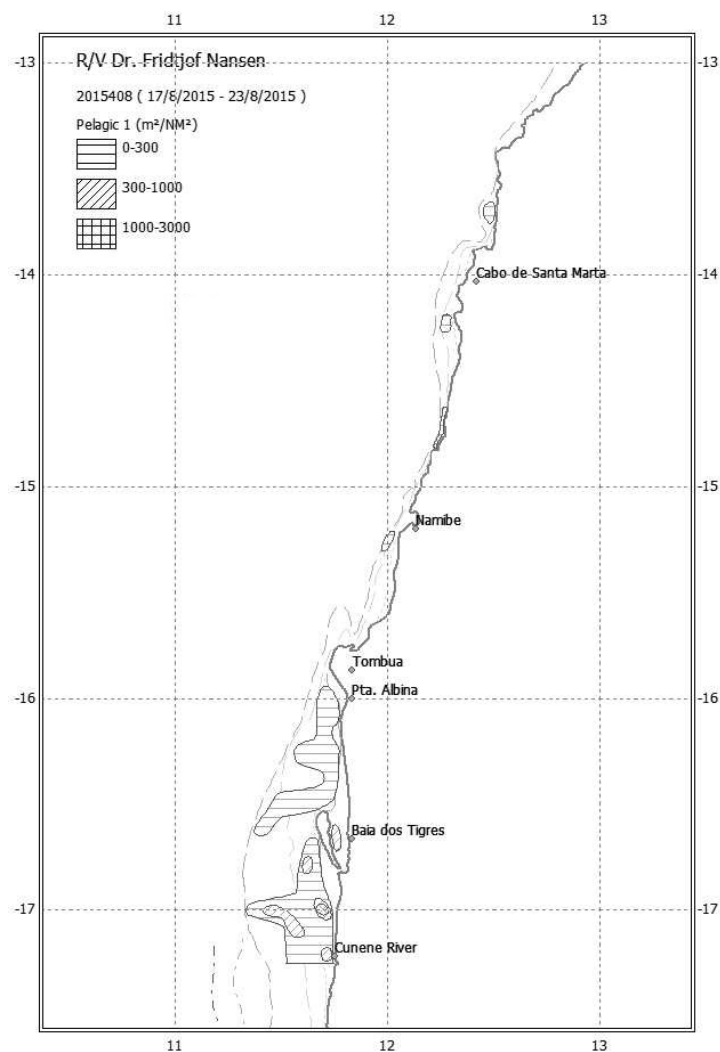 11 12 13
R/V Dr. Fridtjof Nansen
2015408 ( 17/8/2015 - 23/8/2015 )
Pelagic 1 (m²/NM²)
0-300
300-1000
1000-3000
-13 -13
-14 -14
Cabo de Santa Marta
-15 -15
Namibe
Tombua
Pta. Albina
-16 -16
Baia dos Tigres
-17 -17
Cunene River
11 12 13